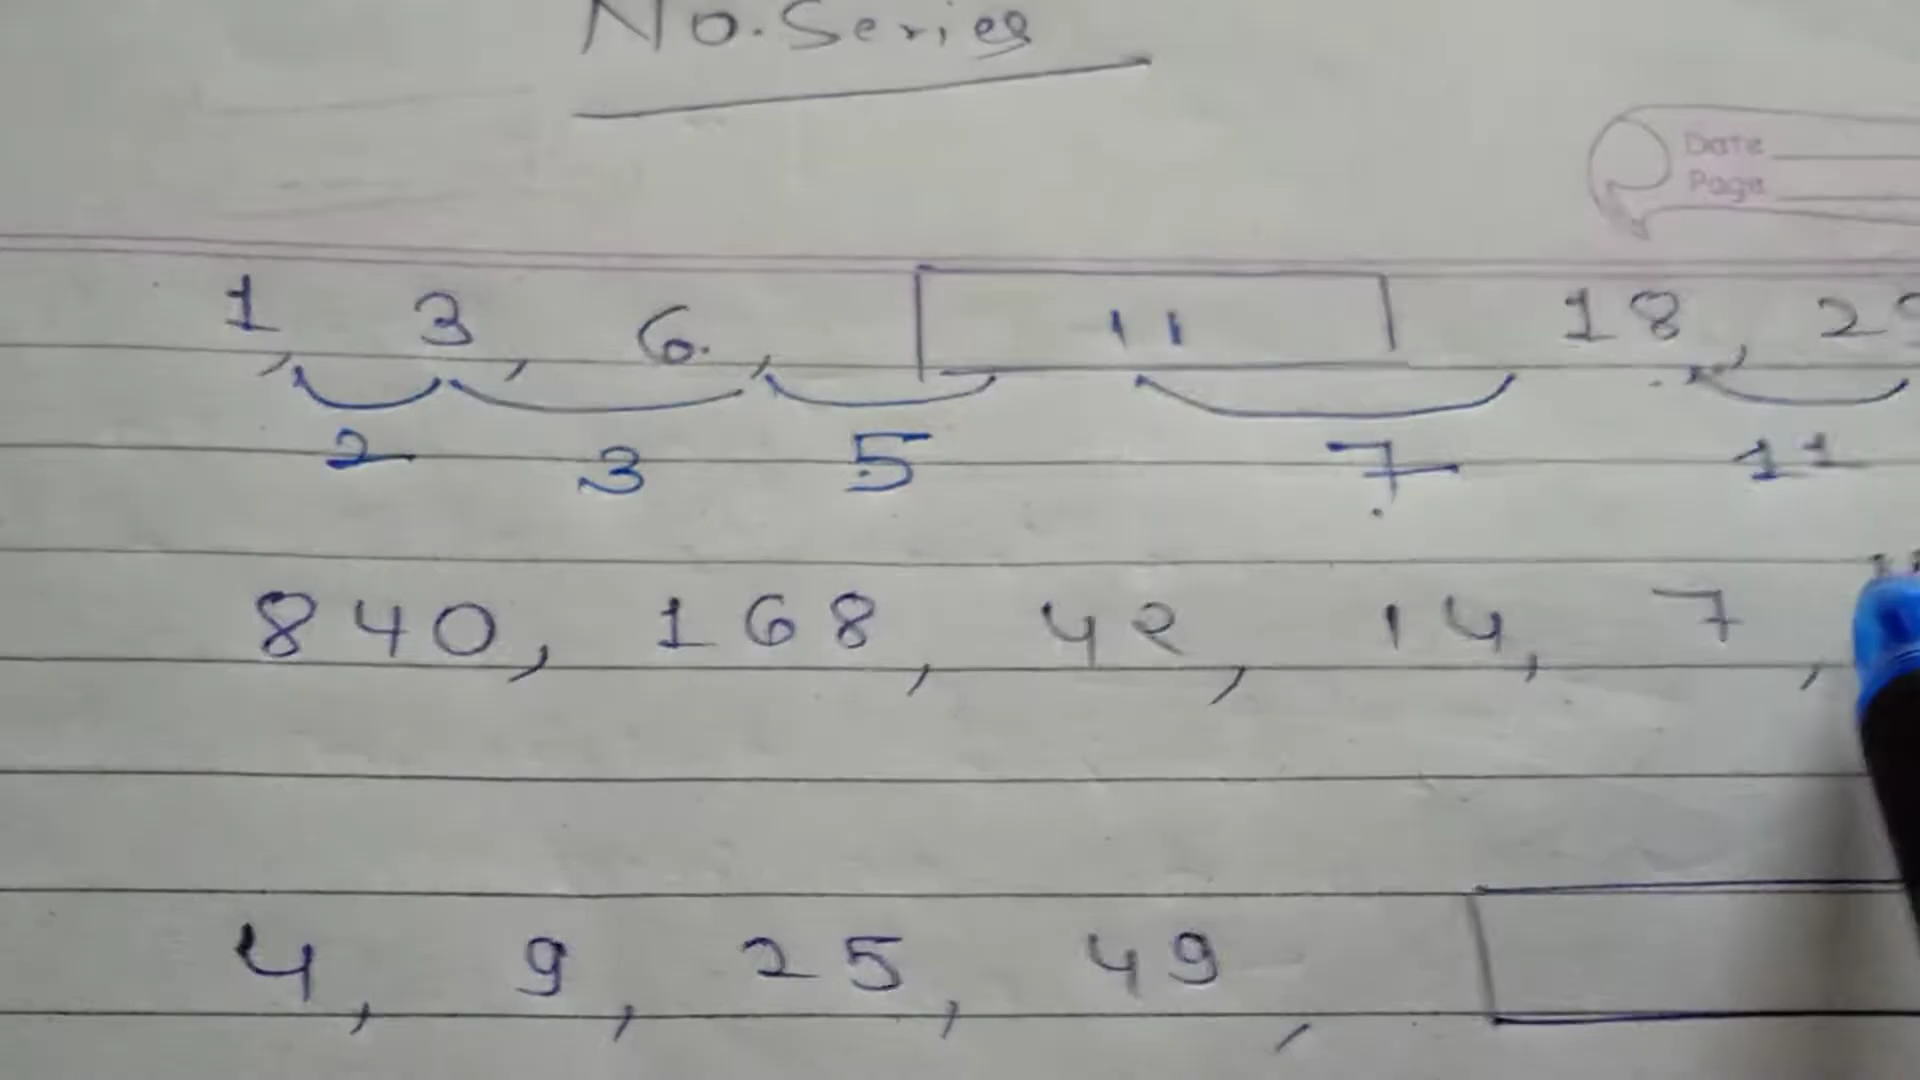 No. Series
Date
Page
1, 3, 6, 11 18, 29
2 3 5 7 11
840, 168, 42, 14, 7,
4, 9, 25, 49,